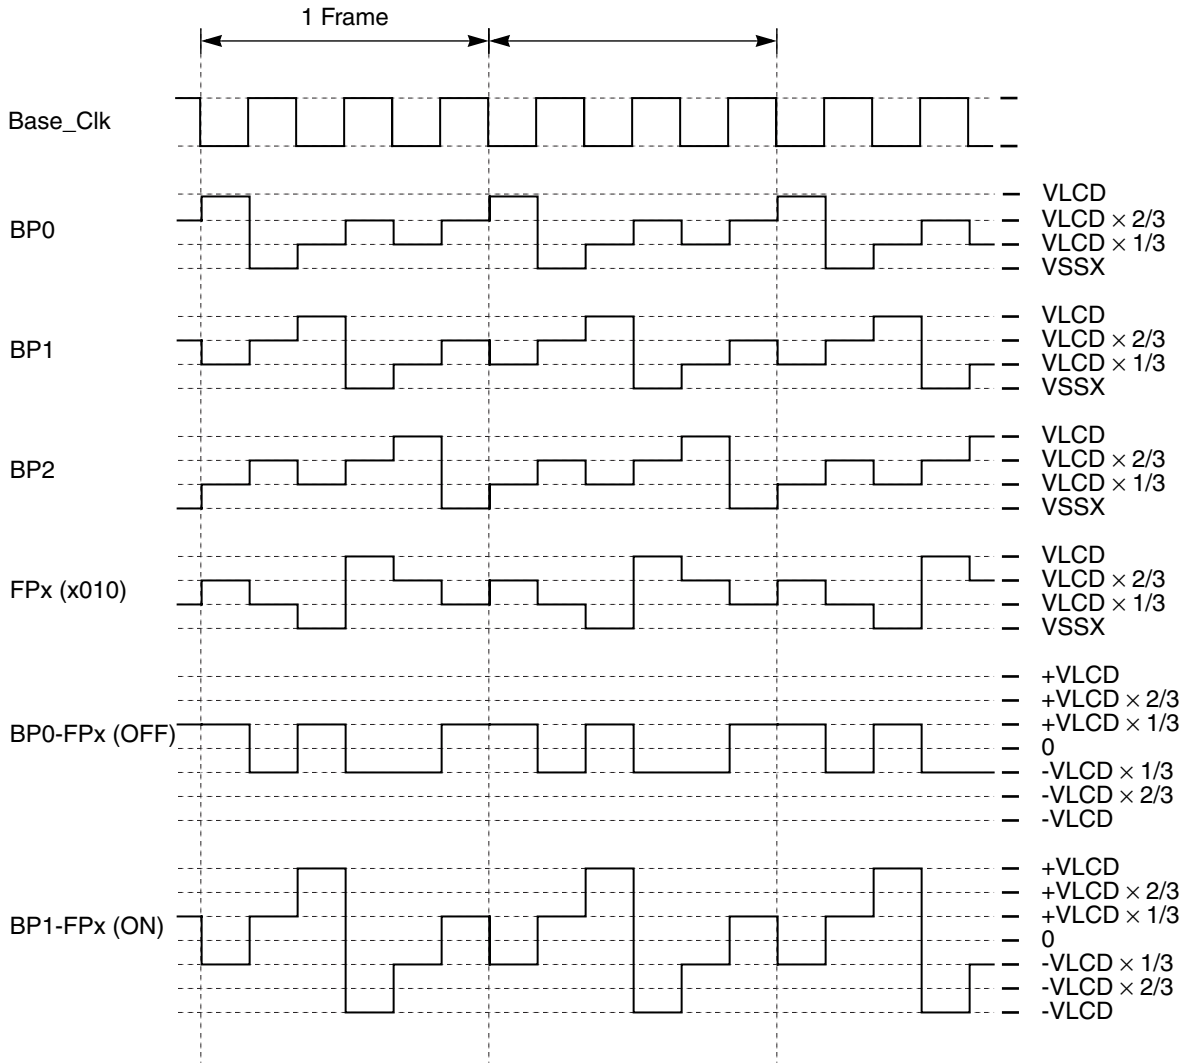 1 Frame
Base_Clk
BP0
VLCD
VLCD × 2/3
VLCD × 1/3
VSSX
BP1
VLCD
VLCD × 2/3
VLCD × 1/3
VSSX
BP2
VLCD
VLCD × 2/3
VLCD × 1/3
VSSX
FPx (x010)
VLCD
VLCD × 2/3
VLCD × 1/3
VSSX
BP0-FPx (OFF)
+VLCD
+VLCD × 2/3
+VLCD × 1/3
0
-VLCD × 1/3
-VLCD × 2/3
-VLCD
BP1-FPx (ON)
+VLCD
+VLCD × 2/3
+VLCD × 1/3
0
-VLCD × 1/3
-VLCD × 2/3
-VLCD